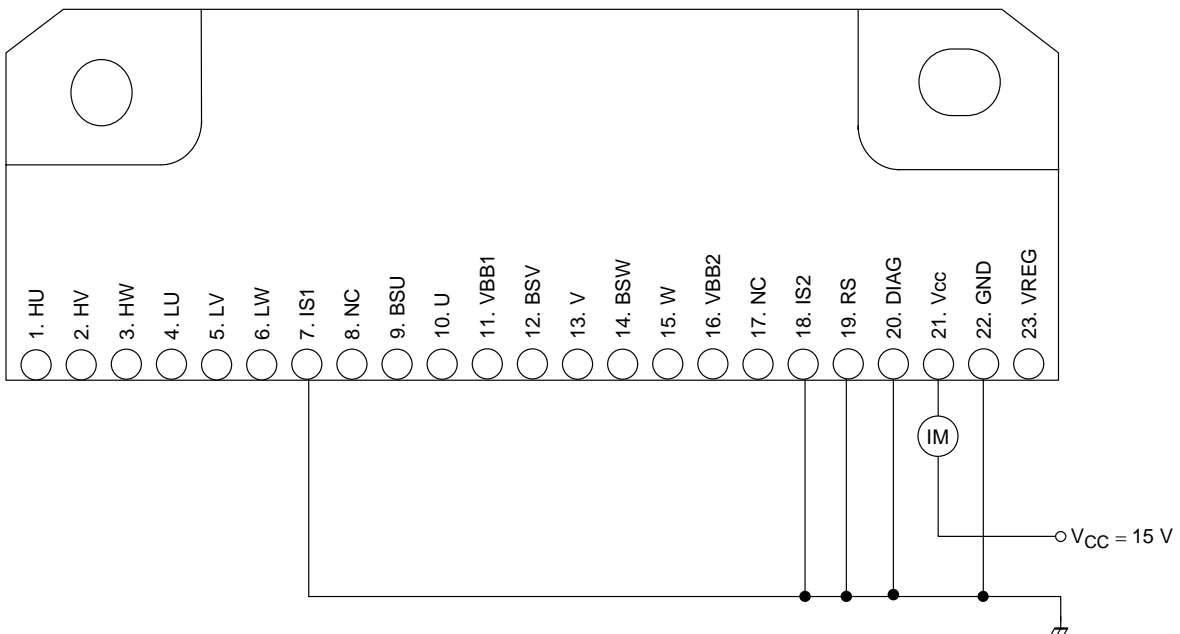 1. HU
2. HV
3. HW
4. LU
5. LV
6. LW
7. IS1
8. NC
9. BSU
10. U
11. VBB1
12. BSV
13. V
14. BSW
15. W
16. VBB2
17. NC
18. IS2
19. RS
20. DIAG
21. Vcc
22. GND
23. VREG
IM
VCC = 15 V